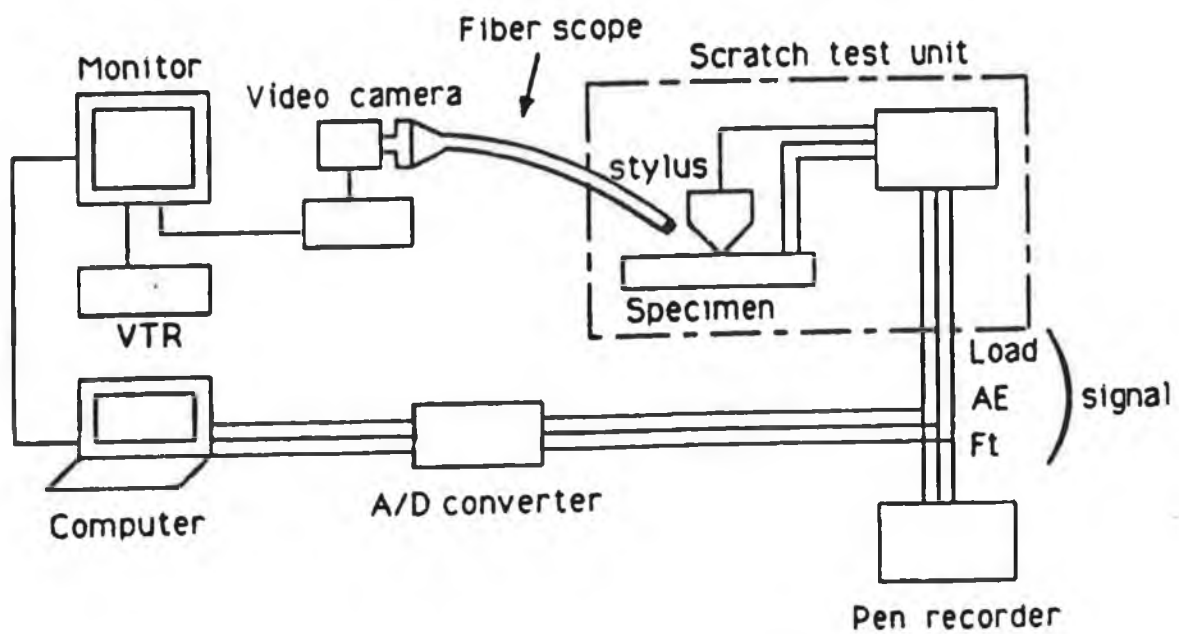 Fiber scope
Scratch test unit
Monitor
Video camera
stylus
Specimen
VTR
Load
AE
signal
Ft
A/D converter
Computer
Pen recorder